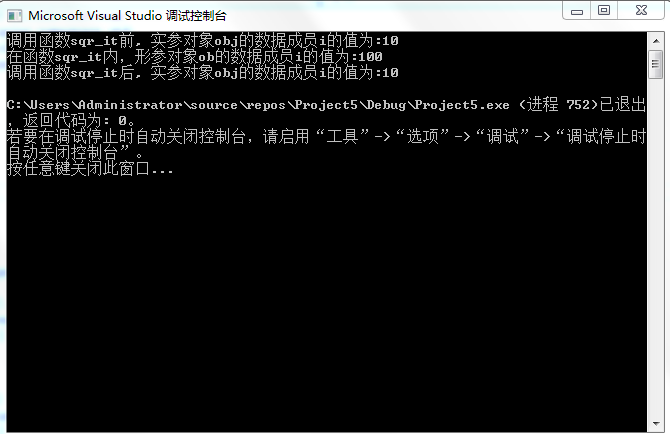 Microsoft Visual Studio 调试控制台
调用函数sqr_it前, 实参对象obj的数据成员i的值为:10
在函数sqr_it内, 形参对象ob的数据成员i的值为:100
调用函数sqr_it后, 实参对象obj的数据成员i的值为:10
C:\Users\Administrator\source\repos\Project5\Debug\Project5.exe (进程 752)已退出
, 返回代码为: 0。
若要在调试停止时自动关闭控制台, 请启用“工具”->“选项”->“调试”->“调试停止时
自动关闭控制台”。
按任意键关闭此窗口...